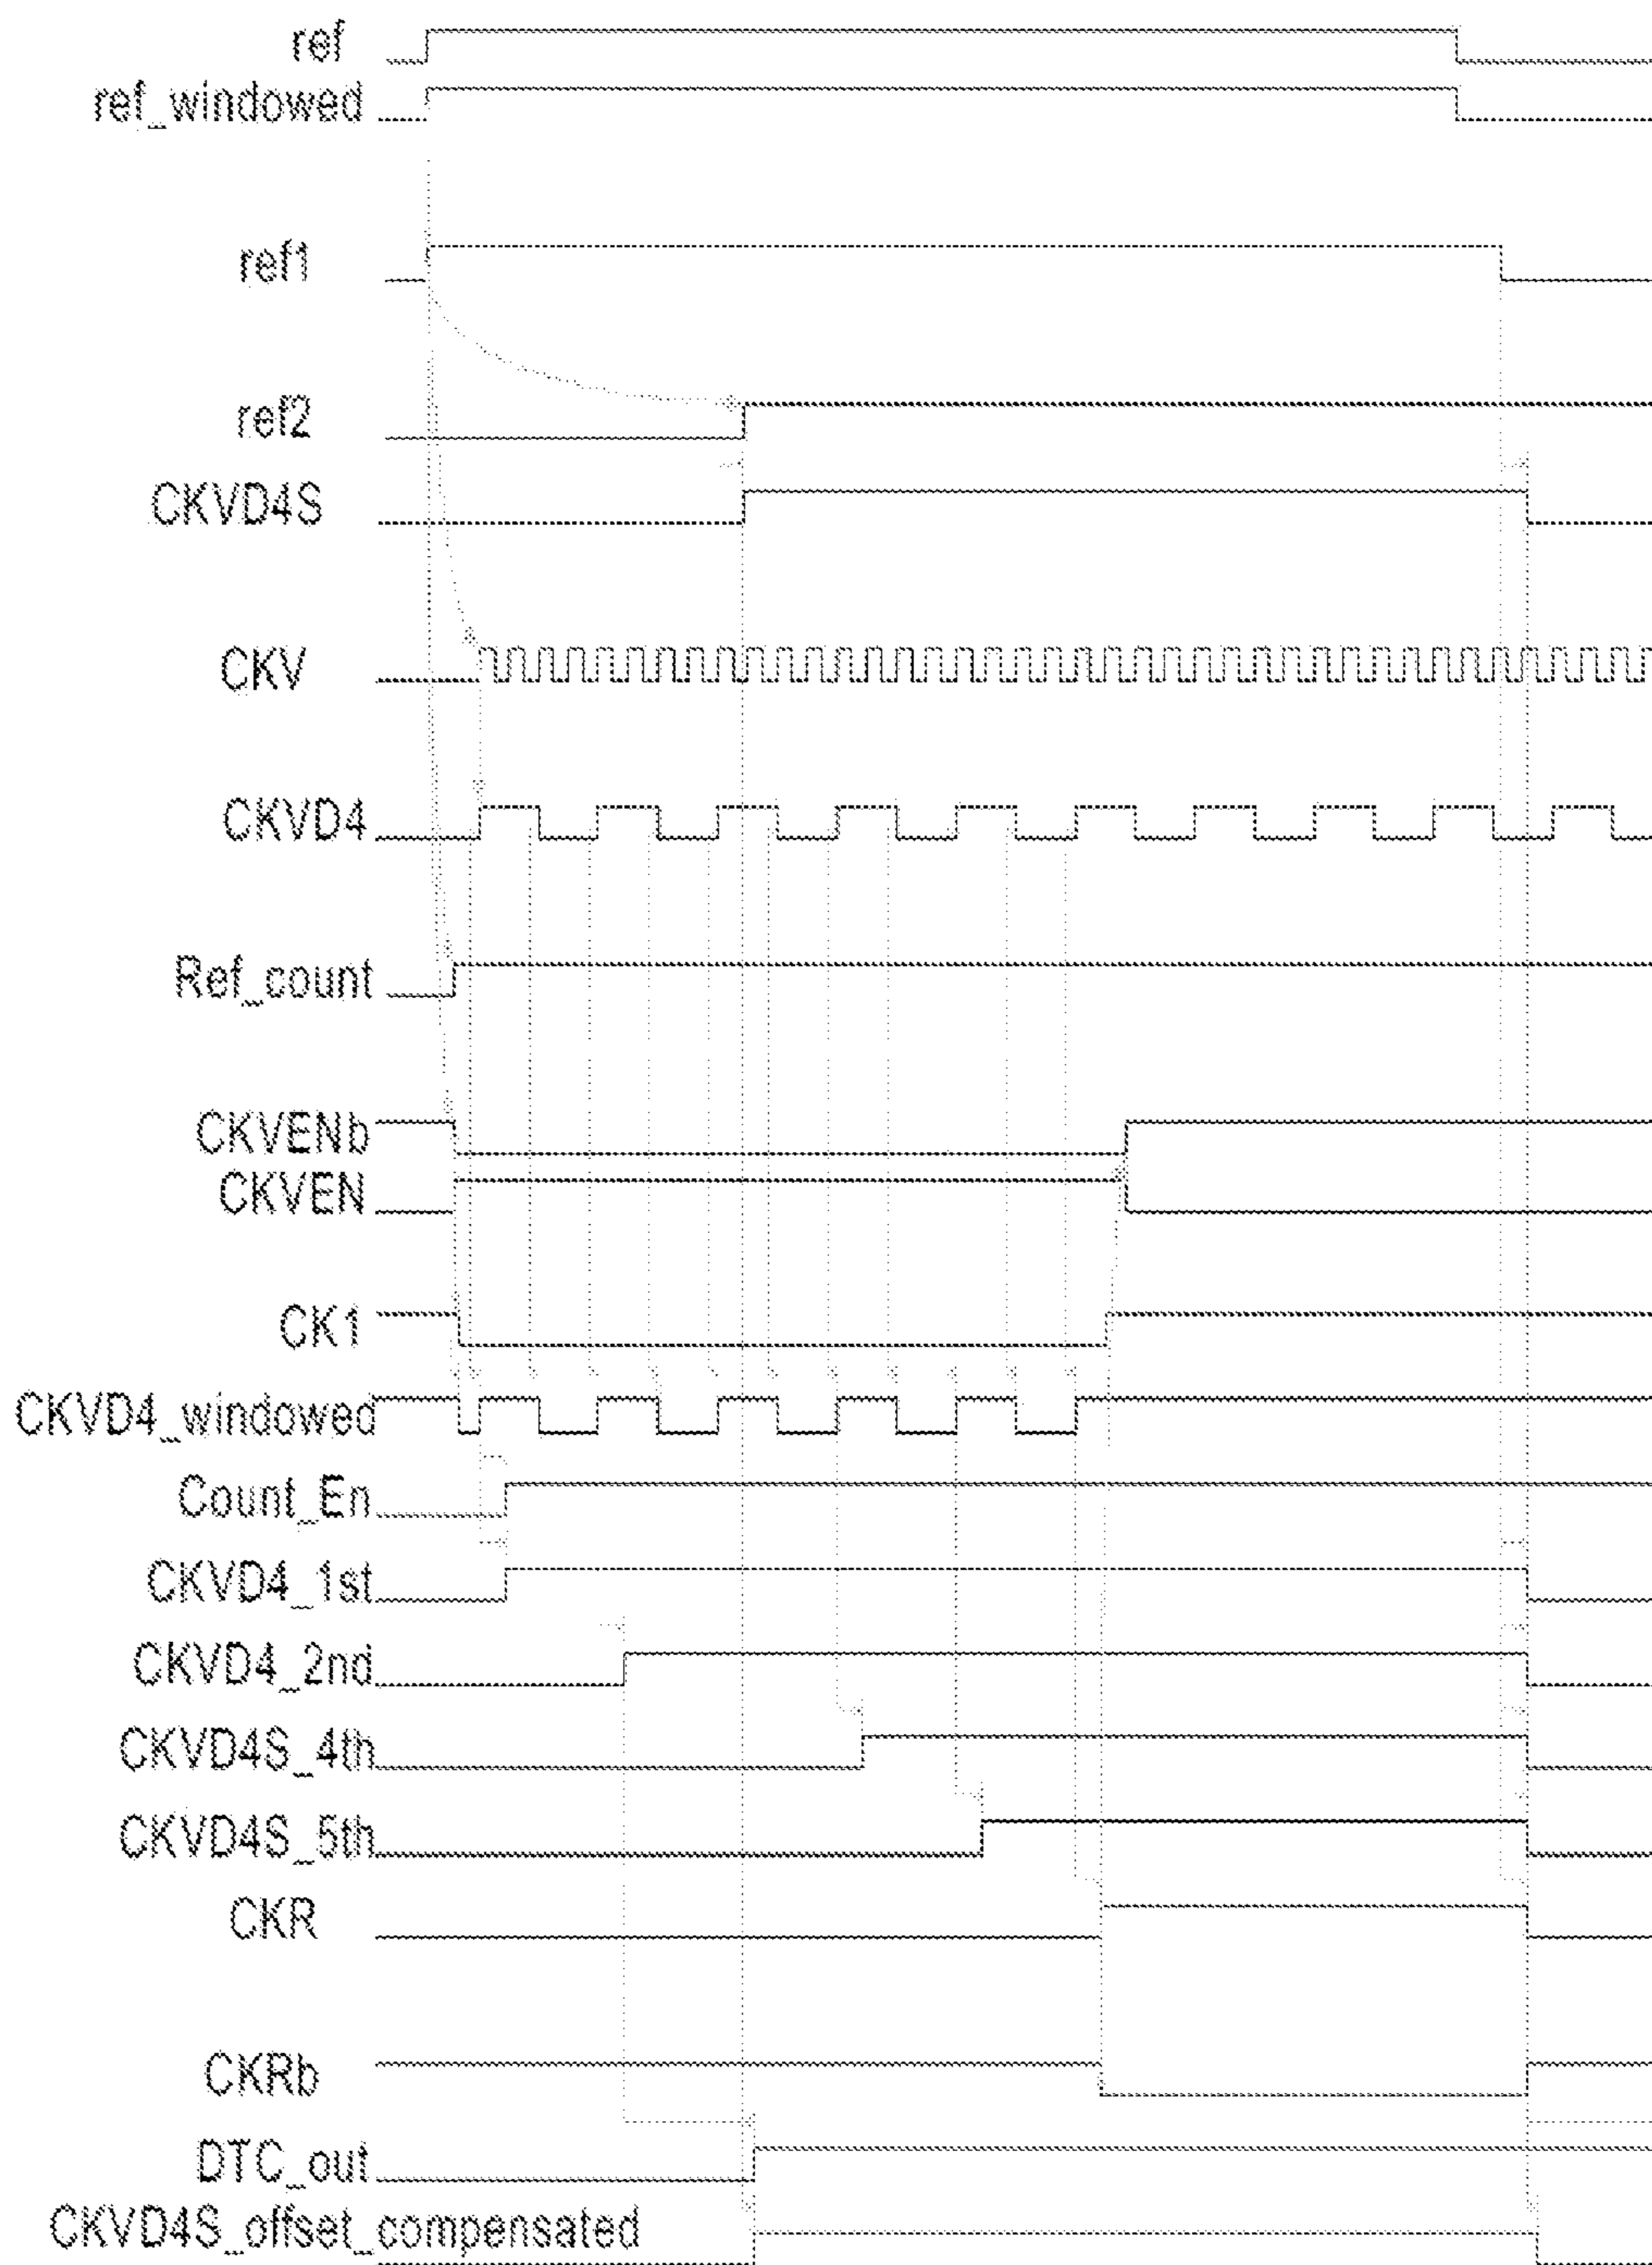 ref
ref_windowed
ref1
ref2
CKVD4S
CKV
CKVD4
Ref_count
CKVENb
CKVEN
CK1
CKVD4_windowed
Count_En
CKVD4_1st
CKVD4_2nd
CKVD4S_4th
CKVD4S_5th
CKR
CKRb
DTC_out
CKVD4S_offset_compensated